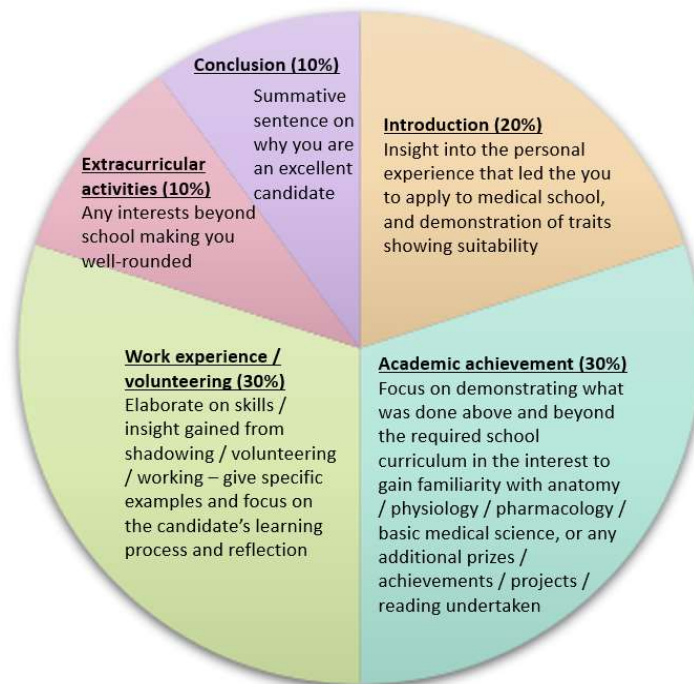 Conclusion (10%)
Summative
sentence on
why you are
an excellent
candidate
Introduction (20%)
Insight into the personal
experience that led the you
to apply to medical school,
and demonstration of traits
showing suitability
Extracurricular
activities (10%)
Any interests beyond
school making you
well-rounded
Work experience /
volunteering (30%)
Elaborate on skills /
insight gained from
shadowing / volunteering
/ working – give specific
examples and focus on
the candidate's learning
process and reflection
Academic achievement (30%)
Focus on demonstrating what
was done above and beyond
the required school
curriculum in the interest to
gain familiarity with anatomy
/ physiology / pharmacology /
basic medical science, or any
additional prizes /
achievements / projects /
reading undertaken